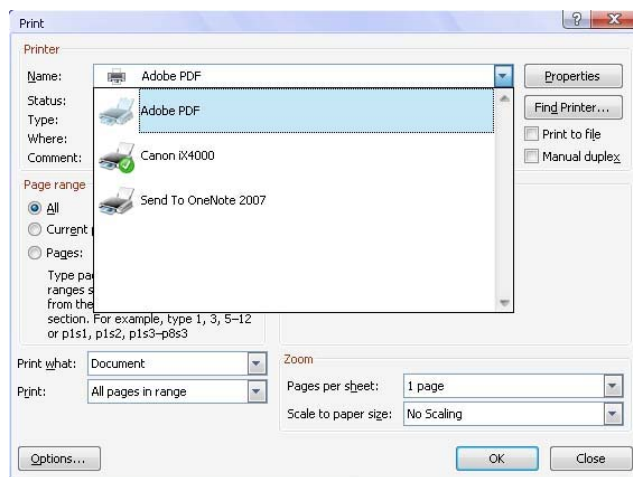 Print
Printer
Name: Adobe PDF
Properties
Status:
Adobe PDF
Find Printer...
Type:
Where:
Print to file
Comment:
Canon iX4000
Manual duplex
Send To OneNote 2007
Page range
All
Current
Pages:
Type
ranges
from the
section. For example, type 1, 3, 5–12
or p1s1, p1s2, p1s3–p8s3
Print what: Document
Print: All pages in range
Zoom
Pages per sheet: 1 page
Scale to paper size: No Scaling
Options...
OK
Close